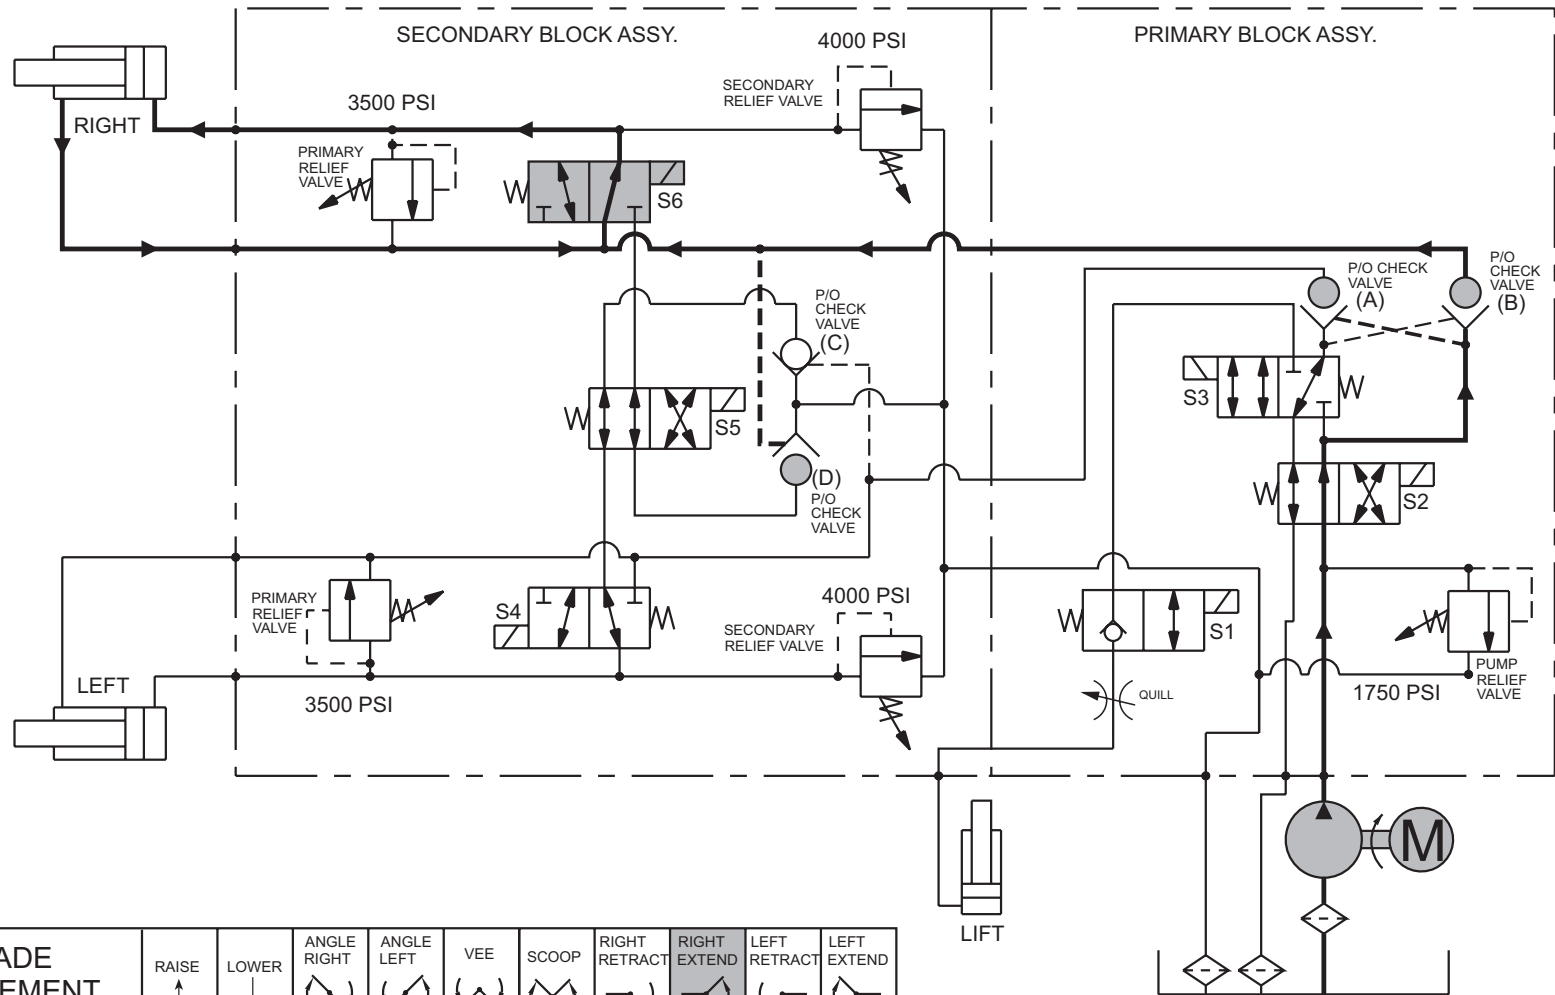 SECONDARY BLOCK ASSY.
4000 PSI
PRIMARY BLOCK ASSY.
SECONDARY
RELIEF VALVE
3500 PSI
RIGHT
PRIMARY
RELIEF
VALVE
S6
P/O CHECK
VALVE
(A)
P/O
CHECK
VALVE
(B)
P/O
CHECK
VALVE
(C)
S3
S5
(D)
P/O
CHECK
VALVE
S2
PRIMARY
RELIEF
VALVE
S4
4000 PSI
SECONDARY
RELIEF VALVE
S1
LEFT
3500 PSI
QUILL
1750 PSI
PUMP
RELIEF
VALVE
M
LIFT
RAISE
LOWER
ANGLE
RIGHT
ANGLE
LEFT
VEE
SCOOP
RIGHT
RETRACT
RIGHT
EXTEND
LEFT
RETRACT
LEFT
EXTEND